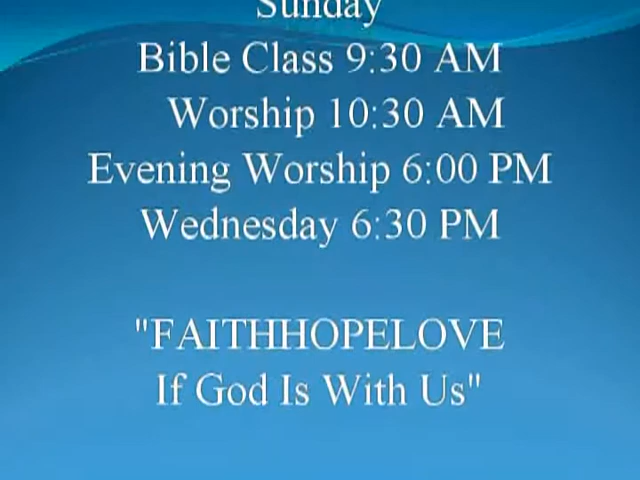 Sunday
Bible Class 9:30 AM
Worship 10:30 AM
Evening Worship 6:00 PM
Wednesday 6:30 PM
"FAITHHOPELOVE
If God Is With Us"